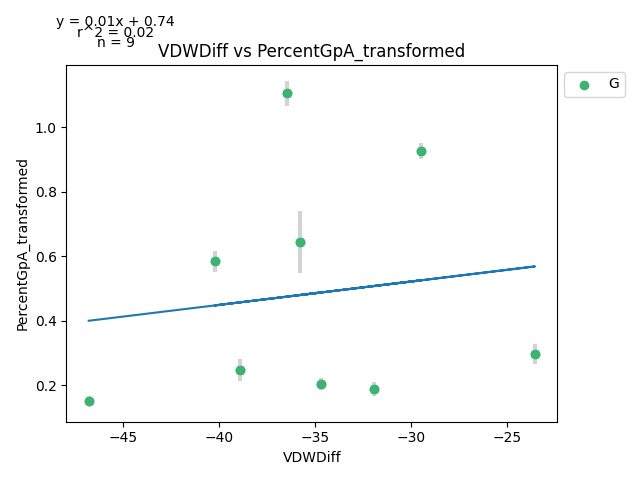 y = 0.01x + 0.74
r^2 = 0.02
n = 9
VDWDiff vs PercentGpA_transformed
G
PercentGpA_transformed
1.0
0.8
0.6
0.4
0.2
−45
−40
−35
−30
−25
VDWDiff